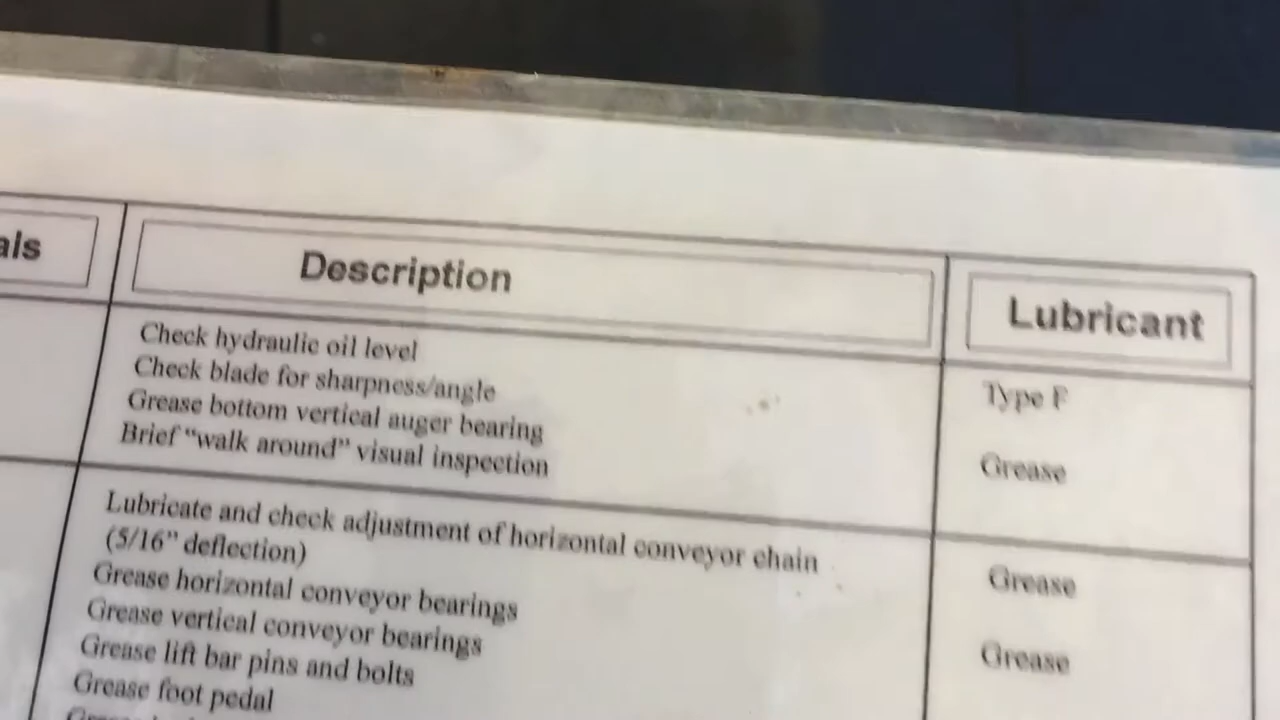 als
Description
Lubricant
Check hydraulic oil level
Check blade for sharpness/angle
Type F
Grease bottom vertical auger bearing
Grease
Brief “walk around” visual inspection
Lubricate and check adjustment of horizontal conveyor chain
(5/16” deflection)
Grease
Grease horizontal conveyor bearings
Grease vertical conveyor bearings
Grease
Grease lift bar pins and bolts
Grease foot pedal